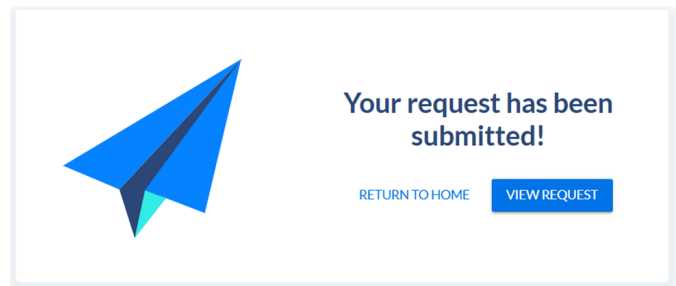 Your request has been
submitted!
RETURN TO HOME
VIEW REQUEST